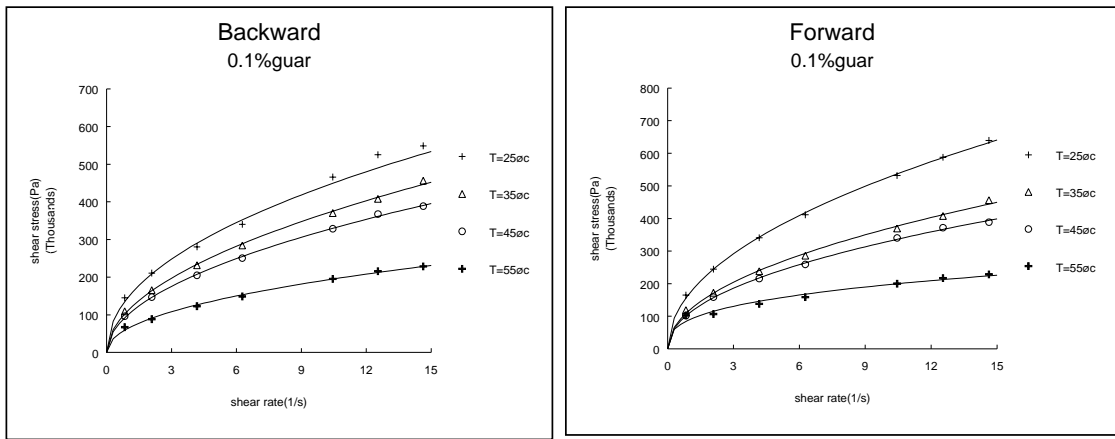 Backward
0.1%guar
shear stress(Pa)
(Thousands)
700
600
500
400
300
200
100
0
0 3 6 9 12 15
shear rate(1/s)
T=25øc
T=35øc
T=45øc
T=55øc
Forward
0.1%guar
shear stress(Pa)
(Thousands)
800
700
600
500
400
300
200
100
0
0 3 6 9 12 15
shear rate(1/s)
T=25øc
T=35øc
T=45øc
T=55øc